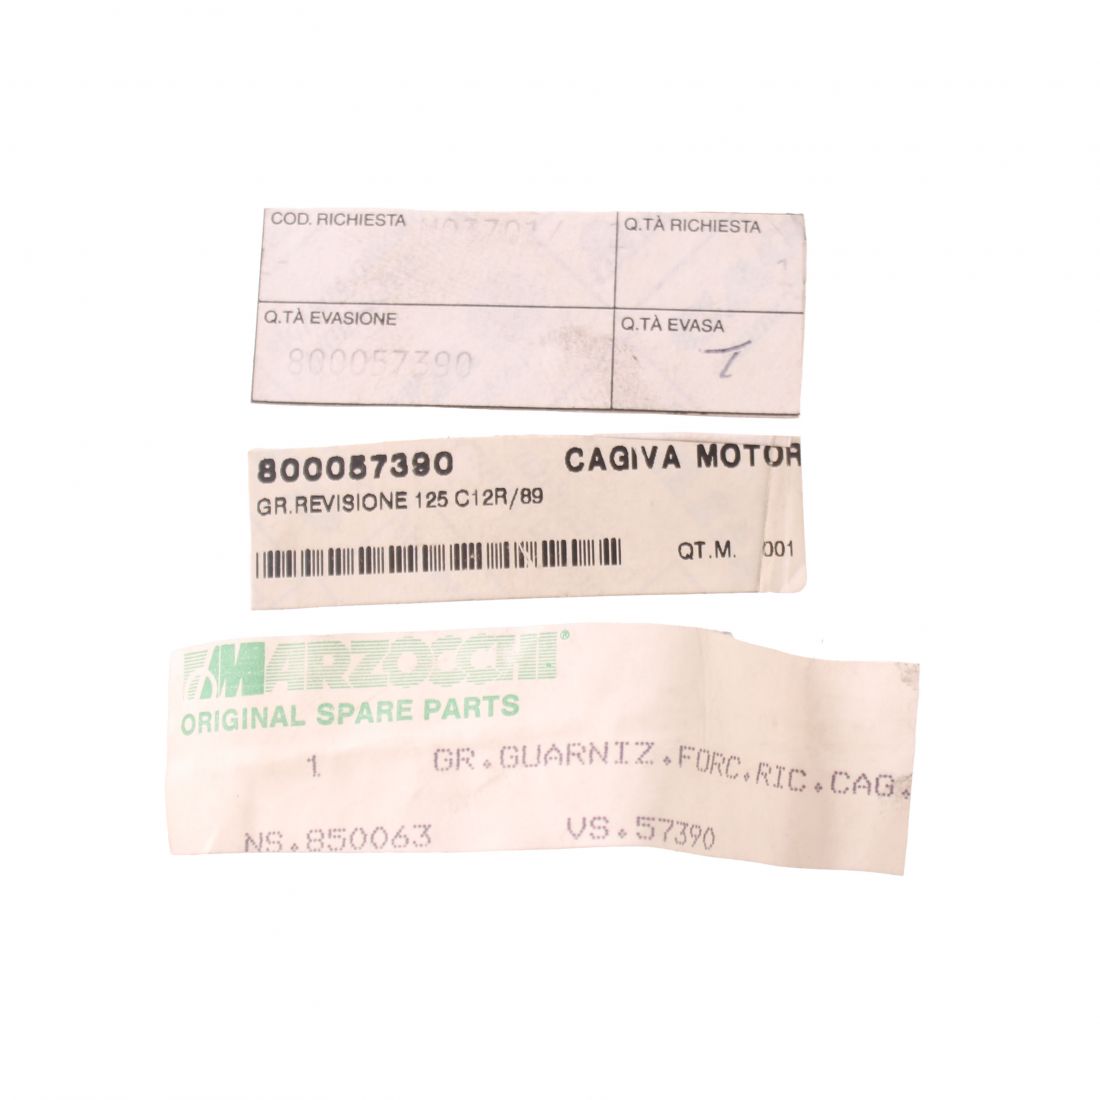 COD. RICHIESTA
Q.TÀ RICHIESTA
1
Q.TÀ EVASIONE
Q.TÀ EVASA
800057390
1
800057390 CAGIVA MOTOR
GR.REVISIONE 125 C12R/89
QT.M. 001
MARZOCCHI®
ORIGINAL SPARE PARTS
1 GR.GUARNIZ.FORC.RIC.CAG.
NS.850063 VS.57390